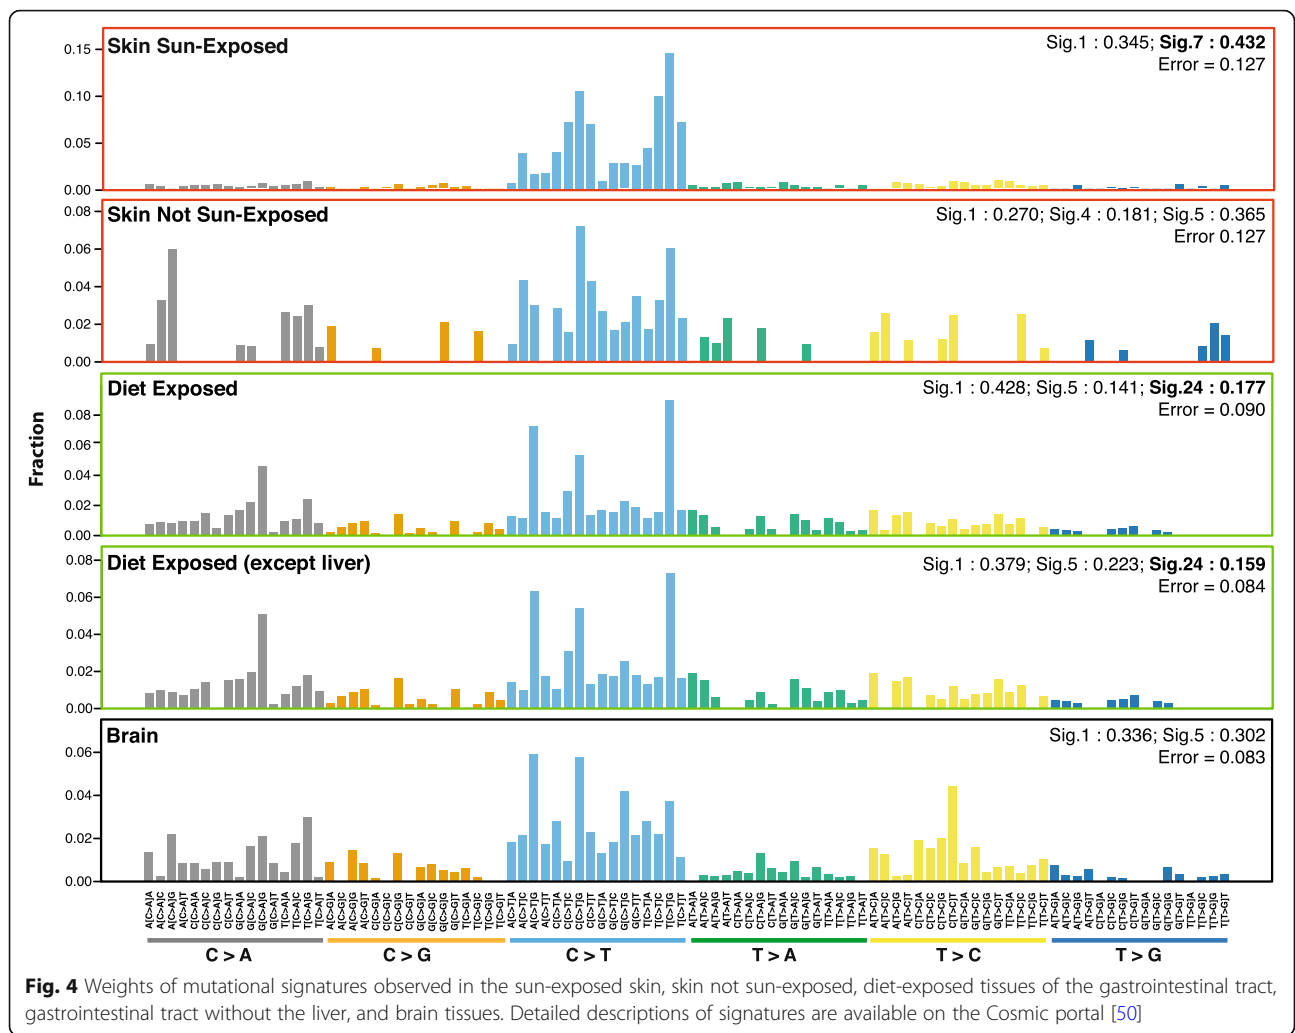 Fraction
Skin Sun-Exposed
Sig.1 : 0.345; Sig.7 : 0.432
Error = 0.127
0.15
0.10
0.05
0.00
Skin Not Sun-Exposed
Sig.1 : 0.270; Sig.4 : 0.181; Sig.5 : 0.365
Error 0.127
0.08
0.06
0.04
0.02
0.00
Diet Exposed
Sig.1 : 0.428; Sig.5 : 0.141; Sig.24 : 0.177
Error = 0.090
0.08
0.06
0.04
0.02
0.00
Diet Exposed (except liver)
Sig.1 : 0.379; Sig.5 : 0.223; Sig.24 : 0.159
Error = 0.084
0.08
0.06
0.04
0.02
0.00
Brain
Sig.1 : 0.336; Sig.5 : 0.302
Error = 0.083
0.06
0.04
0.02
0.00
A[C>A]A A[C>A]C A[C>A]G A[C>A]T C[C>A]A C[C>A]C C[C>A]G C[C>A]T G[C>A]A G[C>A]C G[C>A]G G[C>A]T T[C>A]A T[C>A]C T[C>A]G T[C>A]T
A[C>G]A A[C>G]C A[C>G]G A[C>G]T C[C>G]A C[C>G]C C[C>G]G C[C>G]T G[C>G]A G[C>G]C G[C>G]G G[C>G]T T[C>G]A T[C>G]C T[C>G]G T[C>G]T
A[C>T]A A[C>T]C A[C>T]G A[C>T]T C[C>T]A C[C>T]C C[C>T]G C[C>T]T G[C>T]A G[C>T]C G[C>T]G G[C>T]T T[C>T]A T[C>T]C T[C>T]G T[C>T]T
A[T>A]A A[T>A]C A[T>A]G A[T>A]T C[T>A]A C[T>A]C C[T>A]G C[T>A]T G[T>A]A G[T>A]C G[T>A]G G[T>A]T T[T>A]A T[T>A]C T[T>A]G T[T>A]T
A[T>C]A A[T>C]C A[T>C]G A[T>C]T C[T>C]A C[T>C]C C[T>C]G C[T>C]T G[T>C]A G[T>C]C G[T>C]G G[T>C]T T[T>C]A T[T>C]C T[T>C]G T[T>C]T
A[T>G]A A[T>G]C A[T>G]G A[T>G]T C[T>G]A C[T>G]C C[T>G]G C[T>G]T G[T>G]A G[T>G]C G[T>G]G G[T>G]T T[T>G]A T[T>G]C T[T>G]G T[T>G]T
C > A
C > G
C > T
T > A
T > C
T > G
Fig. 4 Weights of mutational signatures observed in the sun-exposed skin, skin not sun-exposed, diet-exposed tissues of the gastrointestinal tract,
gastrointestinal tract without the liver, and brain tissues. Detailed descriptions of signatures are available on the Cosmic portal [50]